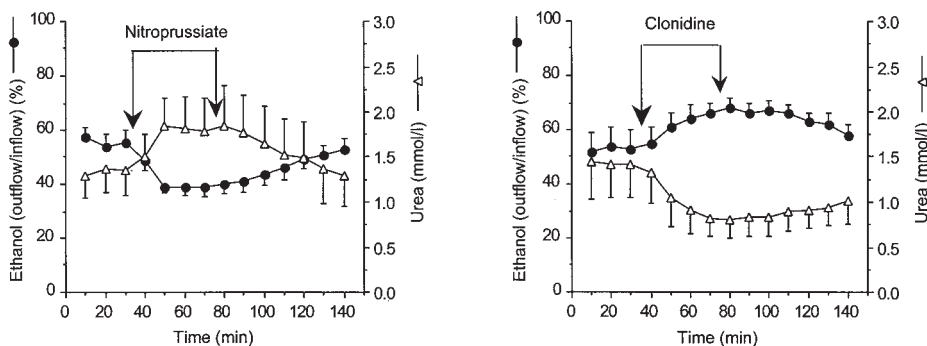 Nitroprussiate
Ethanol (outflow/inflow) (%)
100
80
60
40
20
0
3.0
2.5
2.0
1.5
1.0
0.5
0.0
Urea (mmol/l)
0 20 40 60 80 100 120 140
Time (min)
Clonidine
Ethanol (outflow/inflow) (%)
100
80
60
40
20
0
3.0
2.5
2.0
1.5
1.0
0.5
0.0
Urea (mmol/l)
0 20 40 60 80 100 120 140
Time (min)